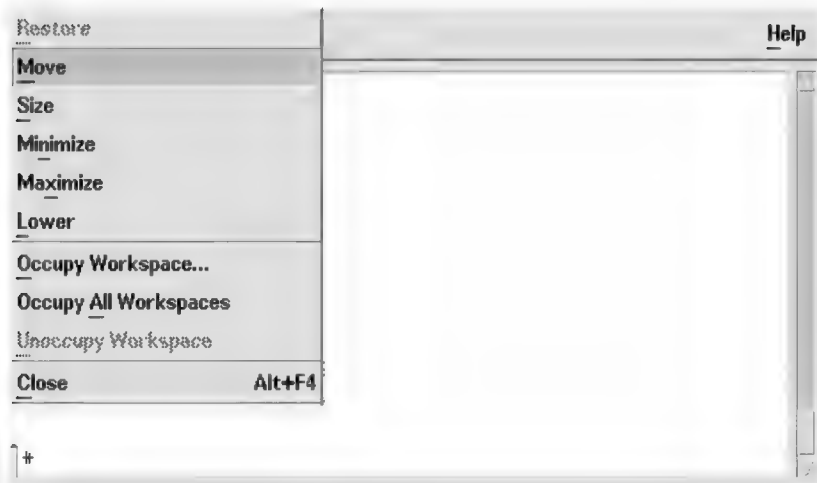 Restore
Help
Move
Size
Minimize
Maximize
Lower
Occupy Workspace...
Occupy All Workspaces
Unoccupy Workspace
Close Alt+F4
#